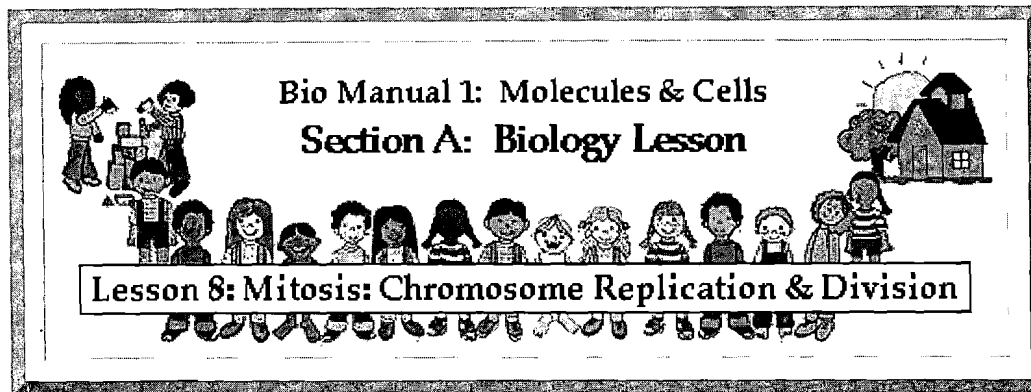 Bio Manual 1: Molecules & Cells
Section A: Biology Lesson
Lesson 8: Mitosis: Chromosome Replication & Division